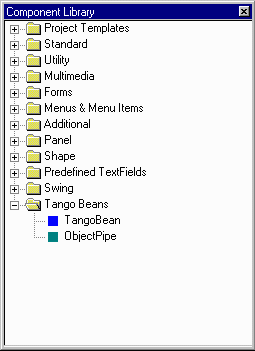 Component Library
Project Templates
Standard
Utility
Multimedia
Forms
Menus & Menu Items
Additional
Panel
Shape
Predefined TextFields
Swing
Tango Beans
TangoBean
ObjectPipe